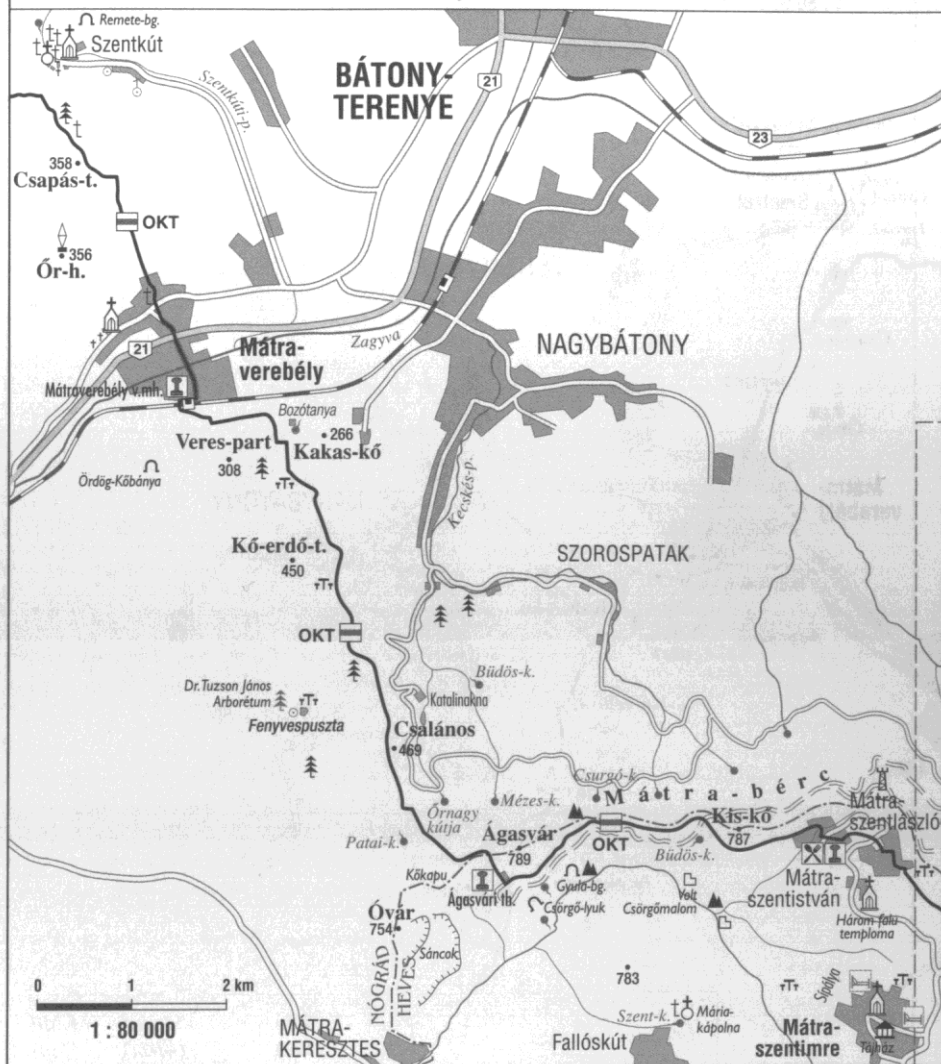 Remete-bg.
Szentkút
Szentkúti-p.
BÁTONY-
TERENYE
21
23
358
Csapás-t.
OKT
356
Őr-h.
21
Mátra-
verebély
Zagyva
NAGYBÁTONY
Mátraverebély v.mh.
Bozótanya
266
Kakas-kő
Veres-part
308
Ördög-Kőbánya
Kecskés-p.
Kő-erdő-t.
450
SZOROSPATAK
OKT
Büdös-k.
Dr. Tuzson János
Arborétum
Fenyvespuszta
Katalinakna
Csalános
469
Csurgó-k.
Mátra-bérc
Őrnagy
kútja
Mézes-k.
Kis-kő
787
Mátra-
szentlászló
Patai-k.
Ágasvár
789
OKT
Büdös-k.
Kőkapu
Ágasvári th.
Gyula-bg.
Csörgő-lyuk
Volt
Csörgőmalom
Mátra-
szentistván
Három falu
temploma
Óvár
754
Sáncok
NÓGRÁD
HEVES
783
Sípálya
0 1 2 km
1 : 80 000
MÁTRA-
KERESZTES
Szent-k.
Mária-
kápolna
Fallóskút
Mátra-
szentimre
Tájház